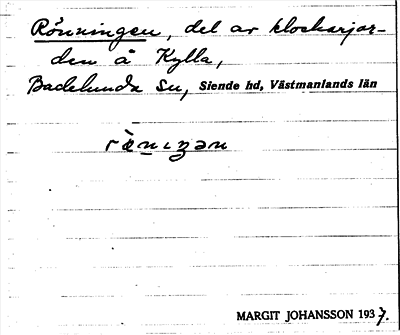 Rönningen, del av klockarjor-
den å Kylla,
Badelunda Sn, Siende hd, Västmanlands län
MARGIT JOHANSSON 1937.